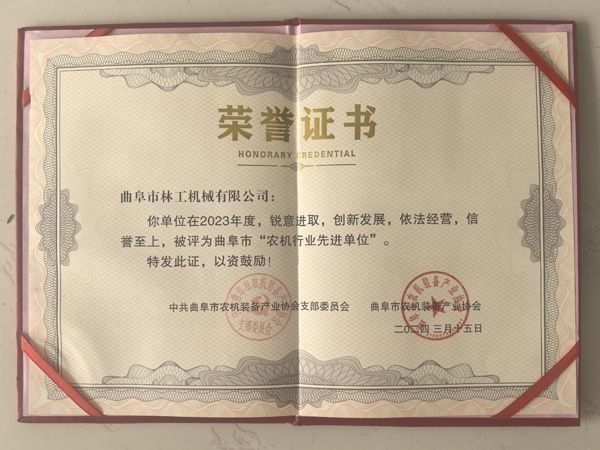 荣誉证书
HONORARY CREDENTIAL
曲阜市林工机械有限公司：
你单位在2023年度，锐意进取，创新发展，依法经营，信
誉至上，被评为曲阜市“农机行业先进单位”。
特发此证，以资鼓励！
中共曲阜市农机装备产业协会支部委员会 曲阜市农机装备产业协会
二〇二四 三月十五日
支部委员会